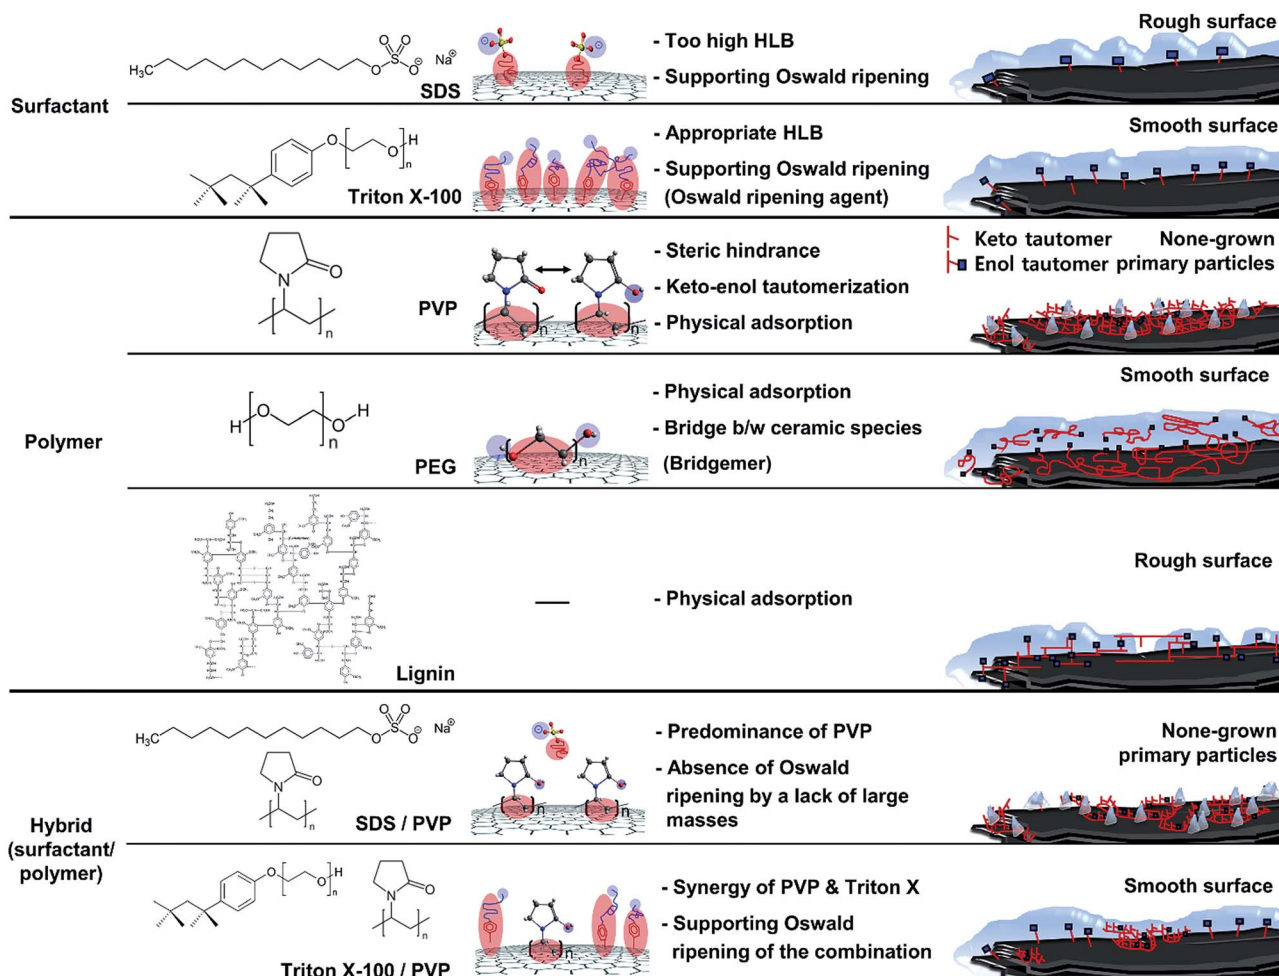 Surfactant
H₃C
O
O
S
O
O⊖
Na⊕
SDS
- Too high HLB
- Supporting Oswald ripening
Rough surface
O
O
H
n
Triton X-100
- Appropriate HLB
- Supporting Oswald ripening
(Oswald ripening agent)
Smooth surface
Polymer
N
O
n
PVP
n
n
- Steric hindrance
- Keto-enol tautomerization
- Physical adsorption
Keto tautomer
Enol tautomer
None-grown
primary particles
H
O
n
O
H
PEG
n
- Physical adsorption
- Bridge b/w ceramic species
(Bridgemer)
Smooth surface
Lignin
—
- Physical adsorption
Rough surface
Hybrid
(surfactant/
polymer)
H₃C
O
O
S
O
O⊖
Na⊕
N
O
n
SDS / PVP
n
n
- Predominance of PVP
- Absence of Oswald
ripening by a lack of large
masses
None-grown
primary particles
O
O
H
n
N
O
n
Triton X-100 / PVP
n
- Synergy of PVP & Triton X
- Supporting Oswald
ripening of the combination
Smooth surface